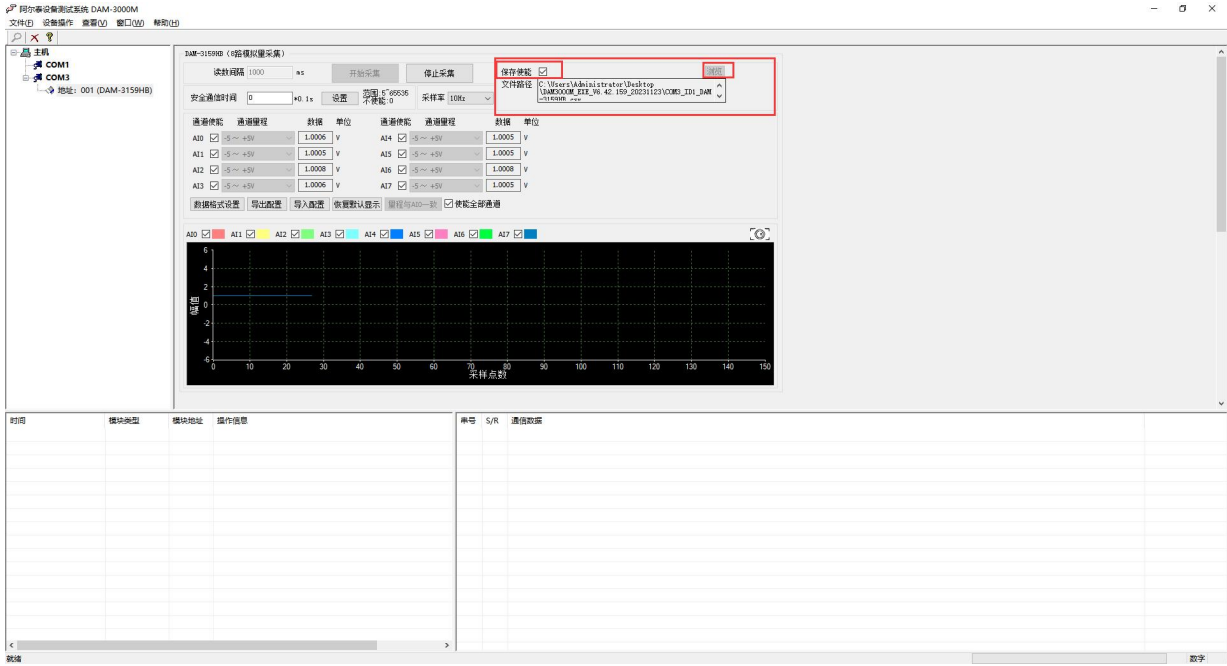 阿尔泰设备测试系统 DAM-3000M
文件(F) 设备操作 查看(V) 窗口(W) 帮助(H)
主机
COM1
COM3
地址：001 (DAM-3159HB)
DAM-3159HB (8路模拟量采集)
读数间隔 1000 ms 开始采集 停止采集 保存使能 浏览
文件路径 C:\Users\Administrator\Desktop
\DAM3000M_EXE_V6.42.159_20231123\COM3_ID1_DAM
-3159HB.csv
安全通信时间 0 *0.1s 设置 范围:5~65535 不使能:0 采样率 10Hz
通道使能 通道量程 数据 单位 通道使能 通道量程 数据 单位
AI0 -5～ +5V 1.0006 V AI4 -5～ +5V 1.0005 V
AI1 -5～ +5V 1.0005 V AI5 -5～ +5V 1.0005 V
AI2 -5～ +5V 1.0008 V AI6 -5～ +5V 1.0008 V
AI3 -5～ +5V 1.0006 V AI7 -5～ +5V 1.0005 V
数据格式设置 导出配置 导入配置 恢复默认显示 量程与AI0一致 使能全部通道
AI0 AI1 AI2 AI3 AI4 AI5 AI6 AI7
6
4
2
0
-2
-4
-6
幅值
0 10 20 30 40 50 60 70 80 90 100 110 120 130 140 150
采样点数
时间 模块类型 模块地址 操作信息 串号 S/R 通信数据
就绪 数字